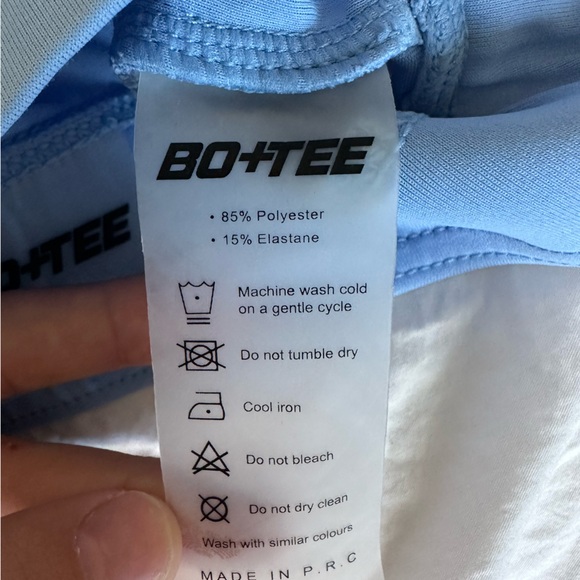 BO+TEE
• 85% Polyester
• 15% Elastane
O+TEE
Machine wash cold
on a gentle cycle
Do not tumble dry
Cool iron
Do not bleach
Do not dry clean
Wash with similar colours
MADE IN P.R.C